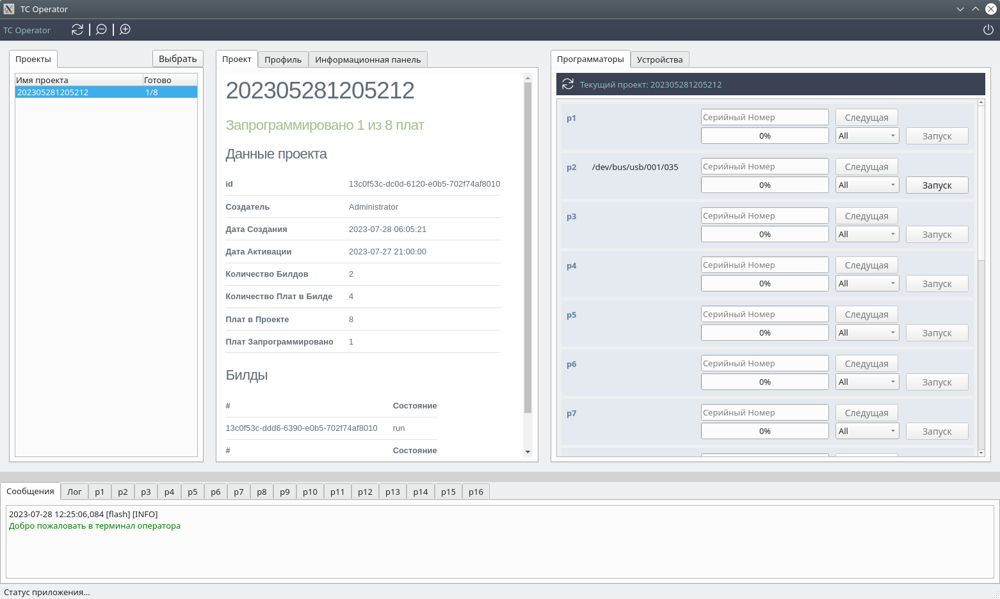 TC Operator
TC Operator
Проекты
Выбрать
Имя проекта Готово
202305281205212 1/8
Проект Профиль Информационная панель
202305281205212
Запрограммировано 1 из 8 плат
Данные проекта
id 13c0f53c-dc0d-6120-e0b5-702f74af8010
Создатель Administrator
Дата Создания 2023-07-28 06:05:21
Дата Активации 2023-07-27 21:00:00
Количество Билдов 2
Количество Плат в Билде 4
Плат в Проекте 8
Плат Запрограммировано 1
Билды
# Состояние
13c0f53c-ddd6-6390-e0b5-702f74af8010 run
# Состояние
Программаторы Устройства
Текущий проект: 202305281205212
p1 Серийный Номер Следущая
0% All Запуск
p2 /dev/bus/usb/001/035 Серийный Номер Следущая
0% All Запуск
p3 Серийный Номер Следущая
0% All Запуск
p4 Серийный Номер Следущая
0% All Запуск
p5 Серийный Номер Следущая
0% All Запуск
p6 Серийный Номер Следущая
0% All Запуск
p7 Серийный Номер Следущая
0% All Запуск
Сообщения Лог p1 p2 p3 p4 p5 p6 p7 p8 p9 p10 p11 p12 p13 p14 p15 p16
2023-07-28 12:25:06,084 [flash] [INFO]
Добро пожаловать в терминал оператора
Статус приложения...